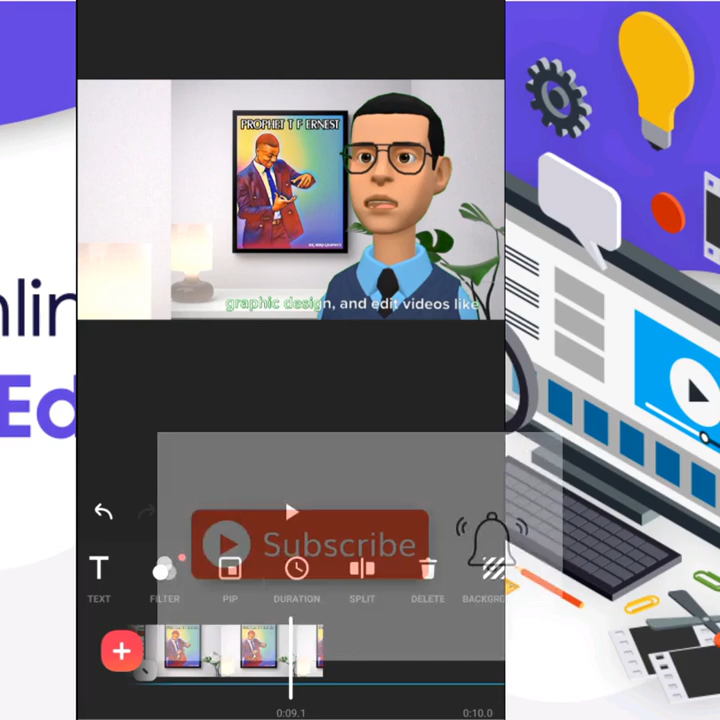 PROPHET T F ERNEST
graphic design, and edit videos like
nlin
Ed
Subscribe
TEXT
FILTER
PIP
DURATION
SPLIT
DELETE
BACKGRO
0:09.1
0:10.0